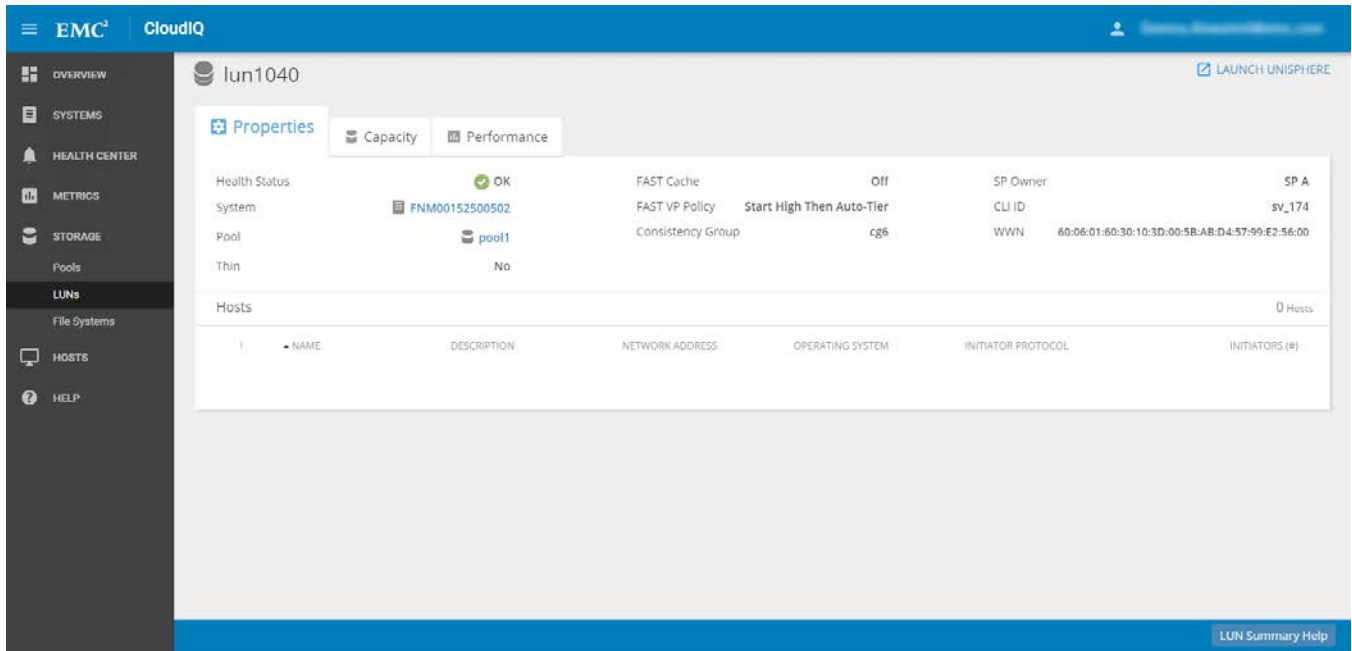 EMC² CloudIQ
OVERVIEW
SYSTEMS
HEALTH CENTER
METRICS
STORAGE
Pools
LUNs
File Systems
HOSTS
HELP
lun1040
LAUNCH UNISPHERE
Properties Capacity Performance
Health Status OK FAST Cache Off SP Owner SP A
System FNM00152500502 FAST VP Policy Start High Then Auto-Tier CLI ID sv_174
Pool pool1 Consistency Group cg6 WWN 60:06:01:60:30:10:3D:00:5B:AB:D4:57:99:E2:56:00
Thin No
Hosts 0 Hosts
! NAME DESCRIPTION NETWORK ADDRESS OPERATING SYSTEM INITIATOR PROTOCOL INITIATORS (#)
LUN Summary Help